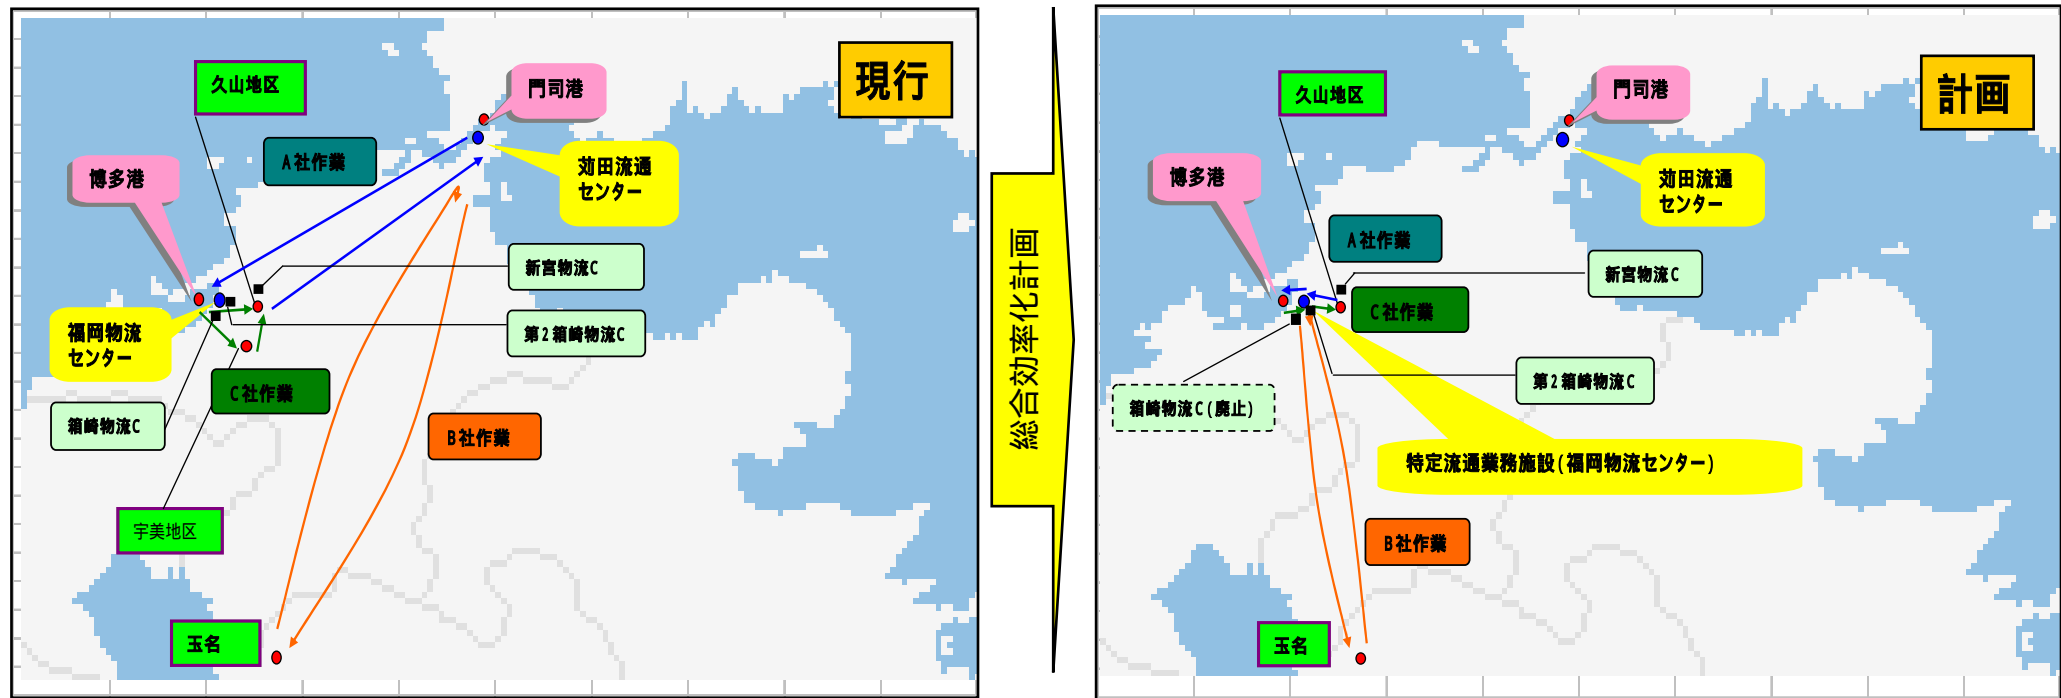 現行
久山地区
門司港
A社作業
苅田流通
センター
博多港
新宮物流C
第2箱崎物流C
福岡物流
センター
C社作業
箱崎物流C
B社作業
宇美地区
玉名
総合効率化計画
計画
久山地区
門司港
博多港
苅田流通
センター
A社作業
新宮物流C
C社作業
第2箱崎物流C
箱崎物流C(廃止)
特定流通業務施設(福岡物流センター)
B社作業
玉名